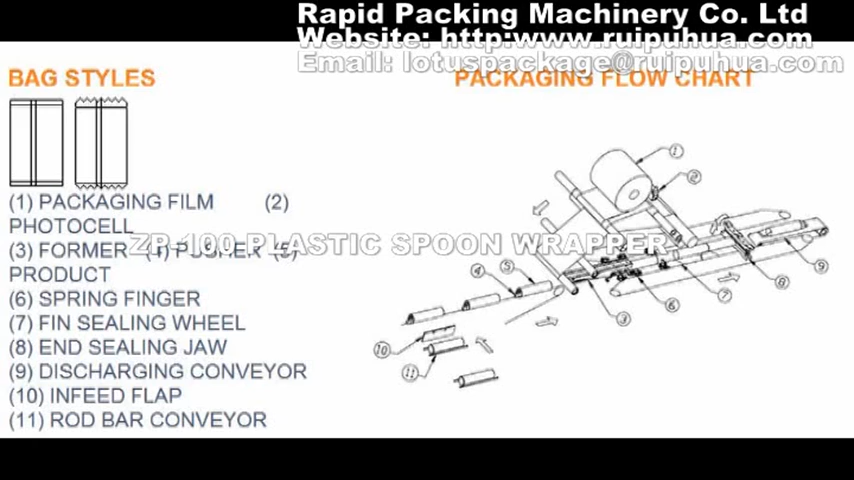 Rapid Packing Machinery Co. Ltd
Website: http:www.ruipuhua.com
Email: lotuspackage@ruipuhua.com
BAG STYLES
PACKAGING FLOW CHART
(1) PACKAGING FILM (2)
PHOTOCELL
ZP-100 PLASTIC SPOON WRAPPER
(3) FORMER (4) PUSHER (5)
PRODUCT
(6) SPRING FINGER
(7) FIN SEALING WHEEL
(8) END SEALING JAW
(9) DISCHARGING CONVEYOR
(10) INFEED FLAP
(11) ROD BAR CONVEYOR
1
2
5
4
9
8
7
6
3
10
11